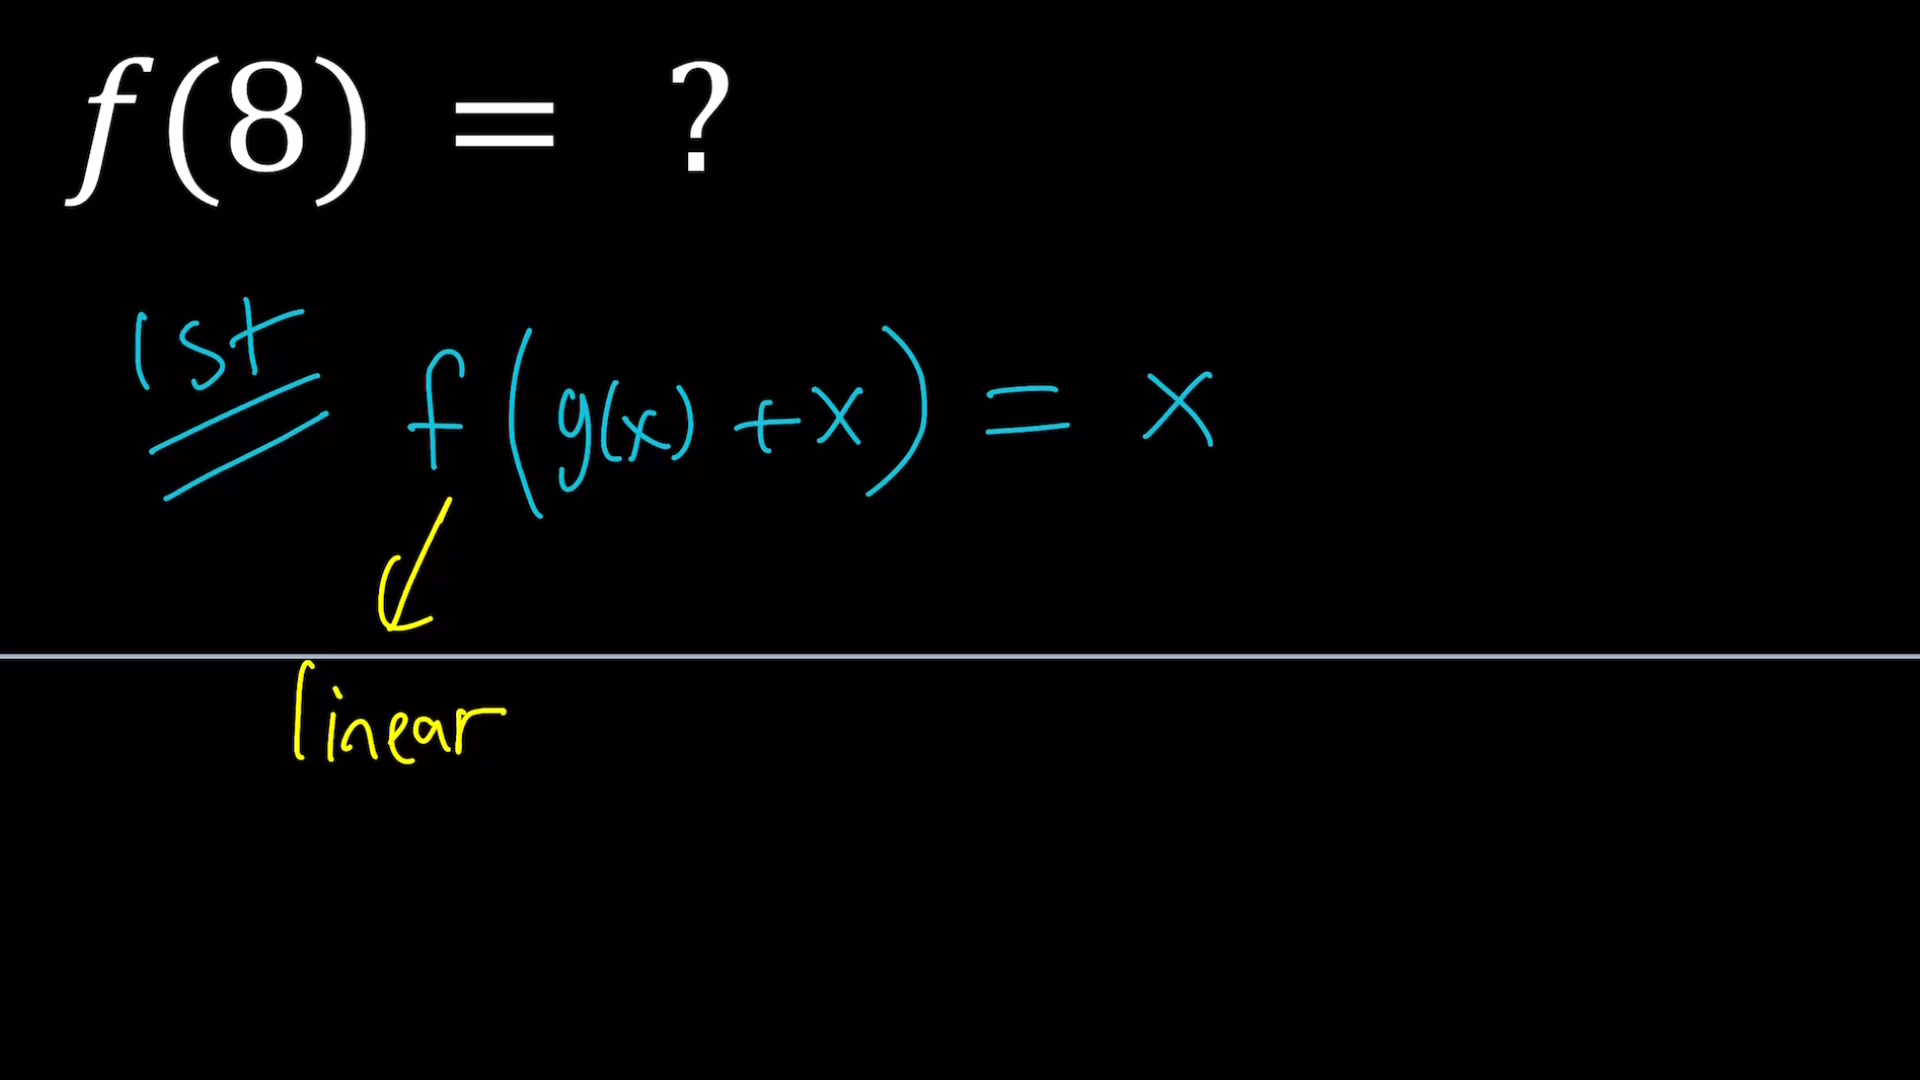 f(8) = ?
1st f(g(x) + x) = x
linear